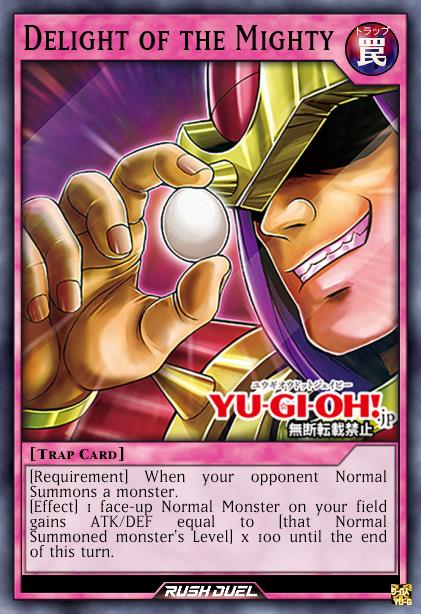 Delight of the Mighty
トラップ
罠
ユウギオウドットジェイピー
YU-GI-OH!.jp
無断転載禁止
[Trap Card]
[Requirement] When your opponent Normal
Summons a monster.
[Effect] 1 face-up Normal Monster on your field
gains ATK/DEF equal to [that Normal
Summoned monster's Level] x 100 until the end
of this turn.
RUSH DUEL